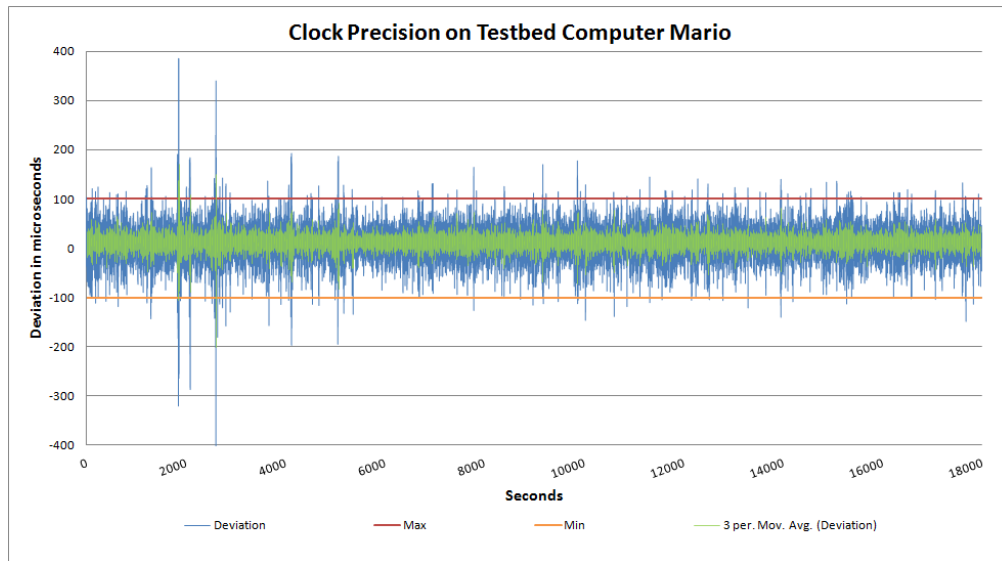 Clock Precision on Testbed Computer Mario
400
300
200
100
0
-100
-200
-300
-400
Deviation in microseconds
0
2000
4000
6000
8000
10000
12000
14000
16000
18000
Seconds
Deviation
Max
Min
3 per. Mov. Avg. (Deviation)